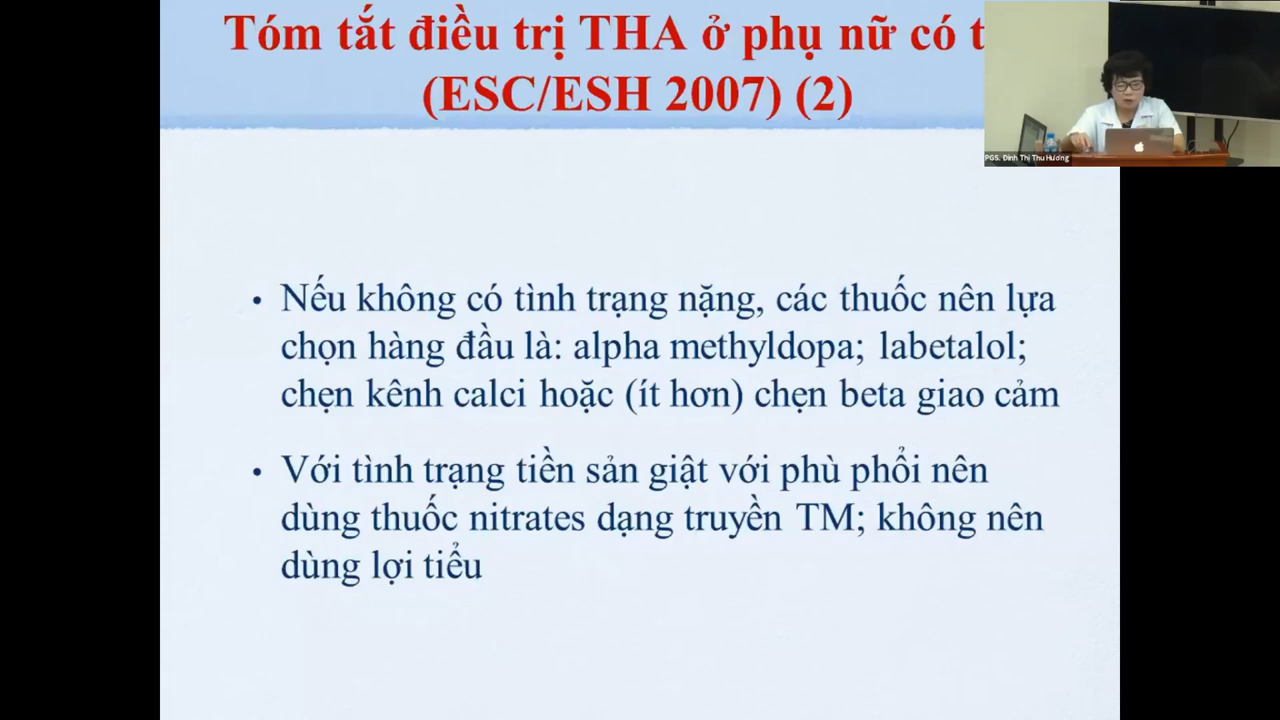 Tóm tắt điều trị THA ở phụ nữ có
(ESC/ESH 2007) (2)
PGS. Đinh Thị Thu Hương
• Nếu không có tình trạng nặng, các thuốc nên lựa
chọn hàng đầu là: alpha methyldopa; labetalol;
chẹn kênh calci hoặc (ít hơn) chẹn beta giao cảm
• Với tình trạng tiền sản giật với phù phổi nên
dùng thuốc nitrates dạng truyền TM; không nên
dùng lợi tiểu